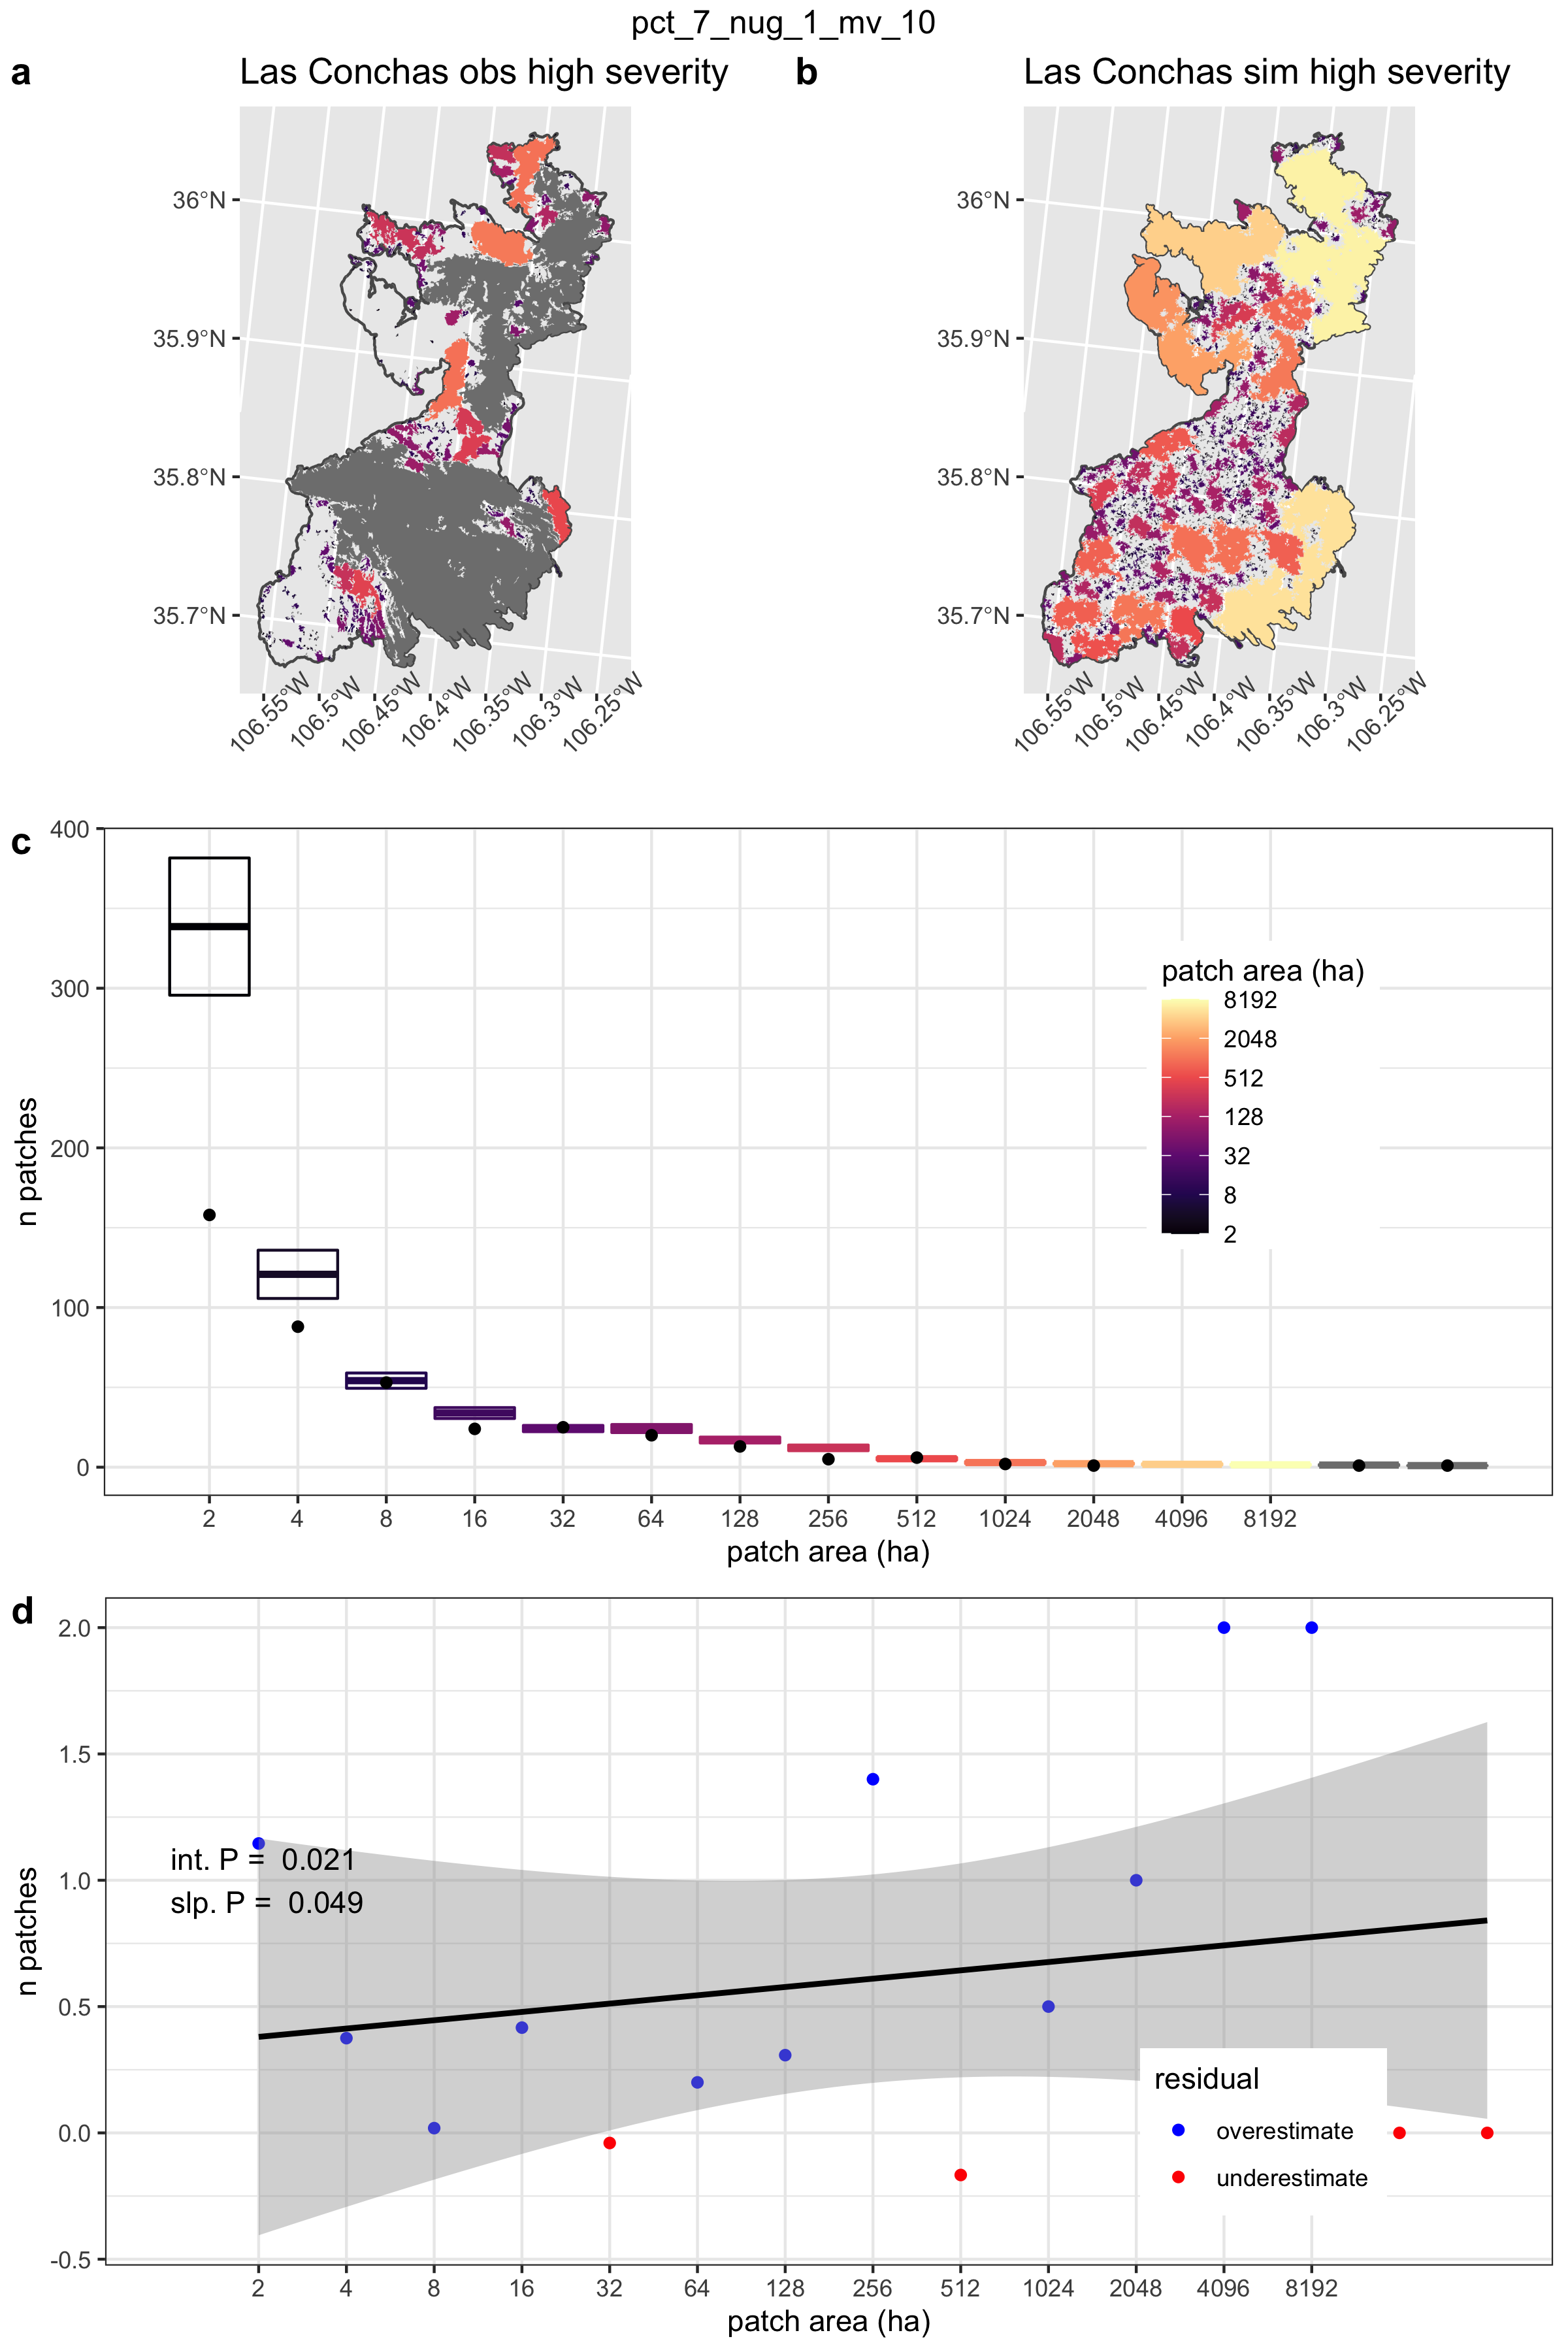 pct_7_nug_1_mv_10
a
Las Conchas obs high severity
b
Las Conchas sim high severity
36°N
35.9°N
35.8°N
35.7°N
106.55°W
106.5°W
106.45°W
106.4°W
106.35°W
106.3°W
106.25°W
36°N
35.9°N
35.8°N
35.7°N
106.55°W
106.5°W
106.45°W
106.4°W
106.35°W
106.3°W
106.25°W
c
400
300
200
100
0
n patches
patch area (ha)
8192
2048
512
128
32
8
2
2 4 8 16 32 64 128 256 512 1024 2048 4096 8192
patch area (ha)
d
2.0
1.5
1.0
0.5
0.0
-0.5
n patches
int. P = 0.021
slp. P = 0.049
residual
overestimate
underestimate
2 4 8 16 32 64 128 256 512 1024 2048 4096 8192
patch area (ha)